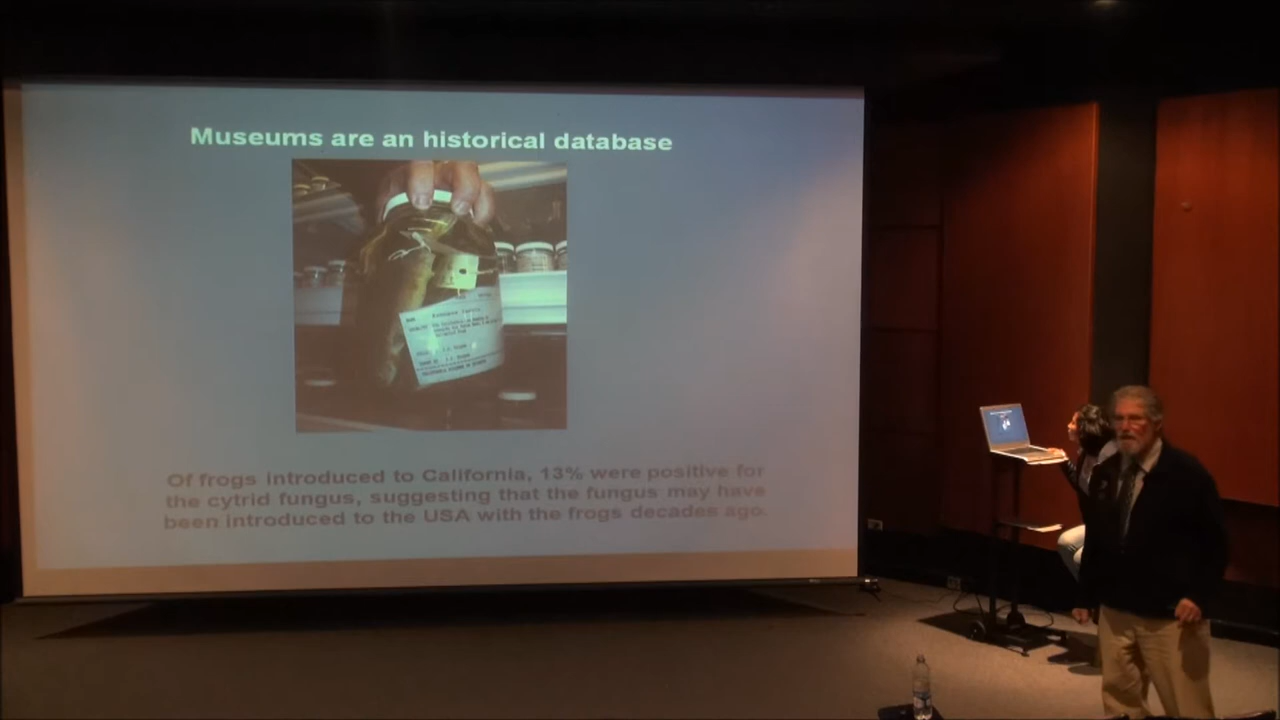 Museums are an historical database
Of frogs introduced to California, 13% were positive for
the cytrid fungus, suggesting that the fungus may have
been introduced to the USA with the frogs decades ago.